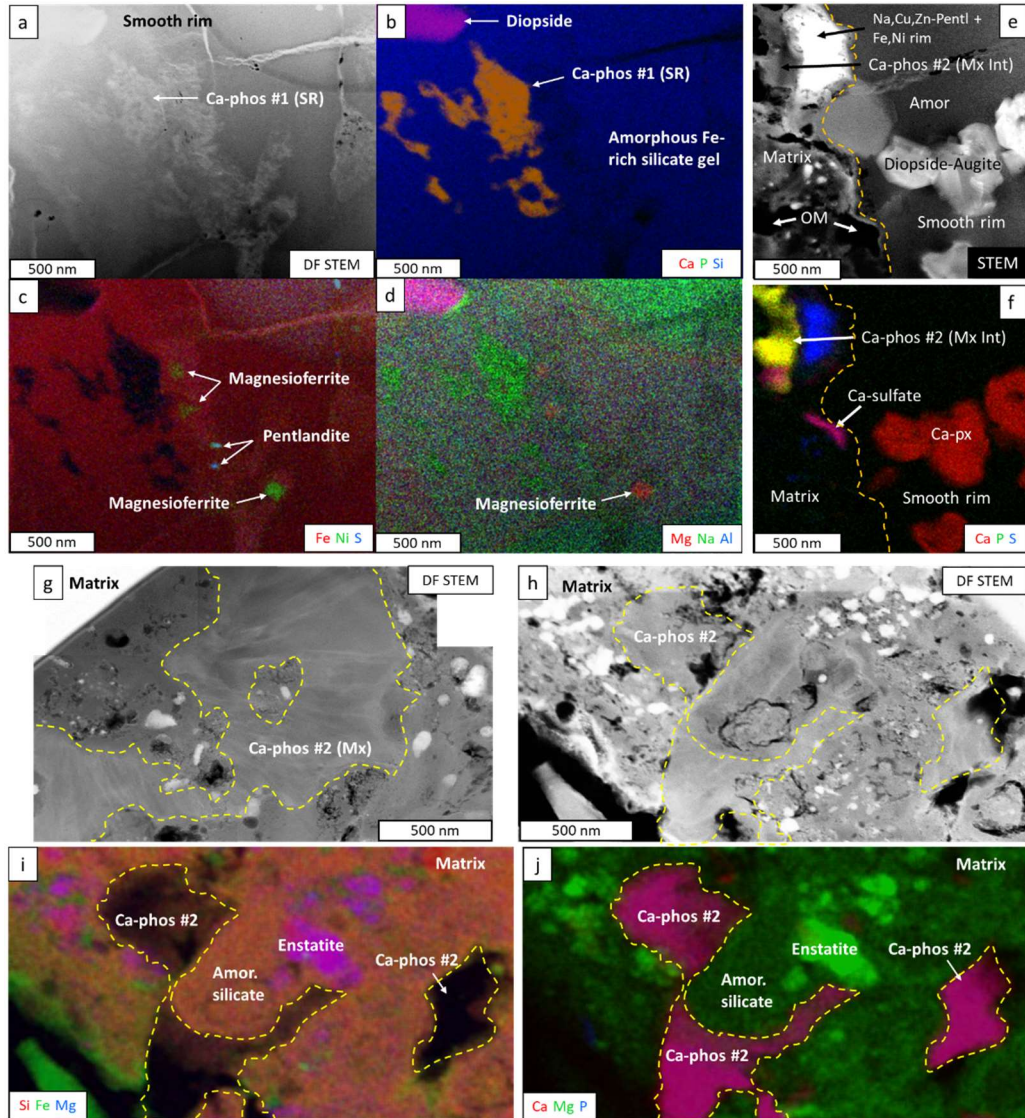 a
Smooth rim
Ca-phos #1 (SR)
500 nm
DF STEM
b
Diopside
Ca-phos #1 (SR)
Amorphous Fe-
rich silicate gel
500 nm
Ca P Si
e
Na,Cu,Zn-Pentl +
Fe,Ni rim
Ca-phos #2 (Mx Int)
Amor
Matrix
Diopside-Augite
OM
Smooth rim
500 nm
STEM
c
Magnesioferrite
Pentlandite
Magnesioferrite
500 nm
Fe Ni S
d
Magnesioferrite
500 nm
Mg Na Al
f
Ca-phos #2 (Mx Int)
Ca-sulfate
Ca-px
Matrix
Smooth rim
500 nm
Ca P S
g
Matrix
DF STEM
Ca-phos #2 (Mx)
500 nm
h
Matrix
DF STEM
Ca-phos #2
500 nm
i
Matrix
Ca-phos #2
Enstatite
Ca-phos #2
Amor.
silicate
Si Fe Mg
j
Matrix
Ca-phos #2
Enstatite
Ca-phos #2
Amor.
silicate
Ca-phos #2
Ca Mg P